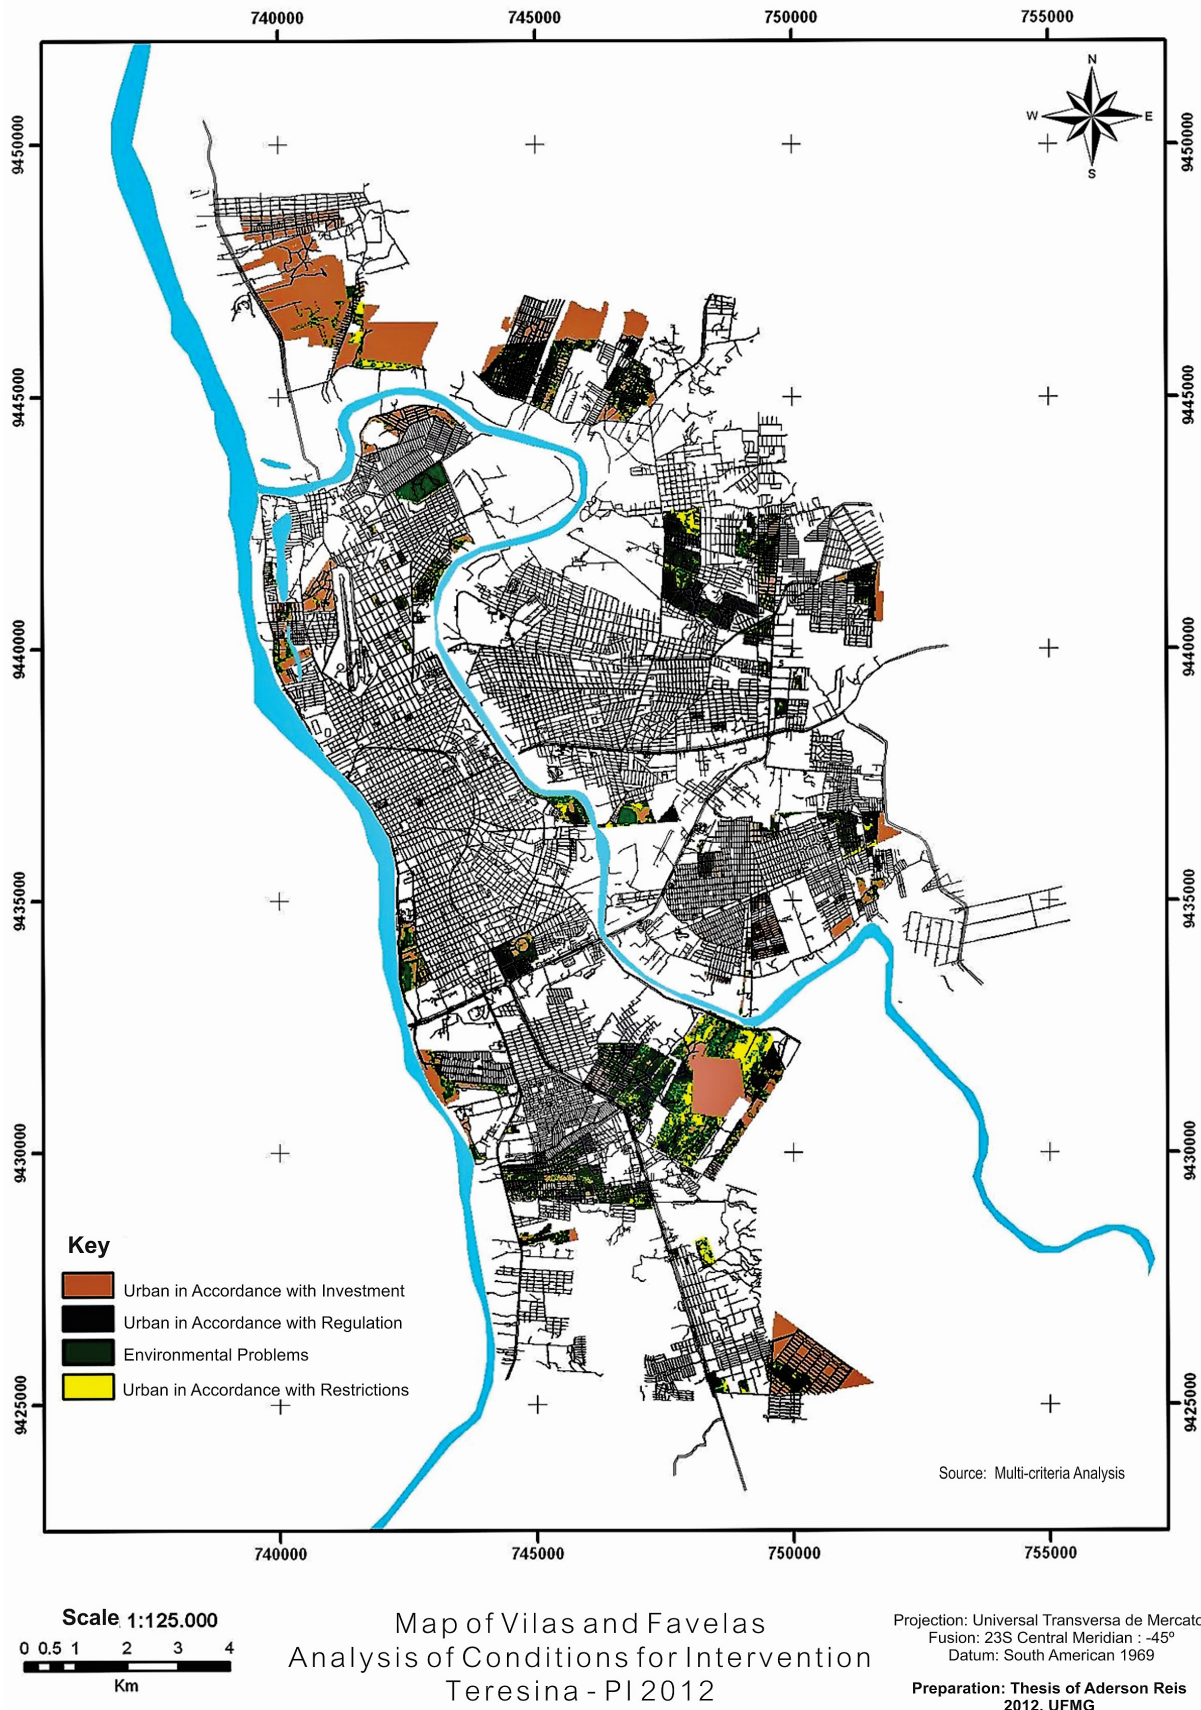 740000 745000 750000 755000
N
W E
S
9450000 9450000
9445000 9445000
9440000 9440000
9435000 9435000
9430000 9430000
9425000 9425000
Key
Urban in Accordance with Investment
Urban in Accordance with Regulation
Environmental Problems
Urban in Accordance with Restrictions
Source: Multi-criteria Analysis
740000 745000 750000 755000
Scale 1:125.000
0 0.5 1 2 3 4
Km
Map of Vilas and Favelas
Analysis of Conditions for Intervention
Teresina - PI 2012
Projection: Universal Transversa de Mercato
Fusion: 23S Central Meridian : -45º
Datum: South American 1969
Preparation: Thesis of Aderson Reis
2012, UFMG